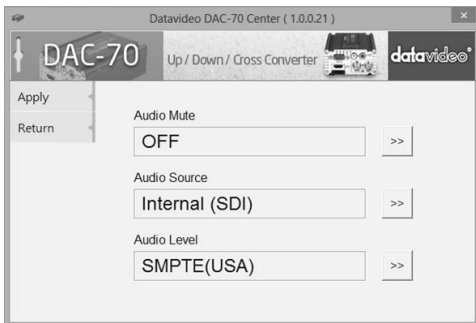 Datavideo DAC-70 Center ( 1.0.0.21 )
×
DAC-70
Up / Down / Cross Converter
datavideo
Apply
Return
Audio Mute
OFF
>>
Audio Source
Internal (SDI)
>>
Audio Level
SMPTE(USA)
>>